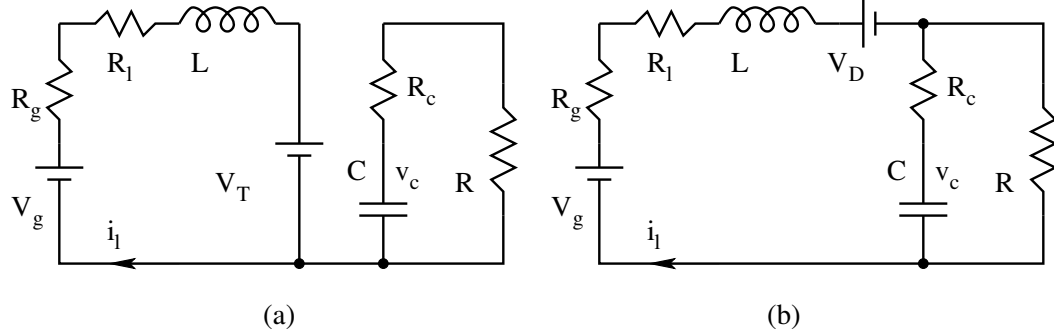 R_l L
R_g
R_c
V_g
V_T
C v_c
R
i_l
(a)
R_l L V_D
R_g
R_c
V_g
C v_c
R
i_l
(b)